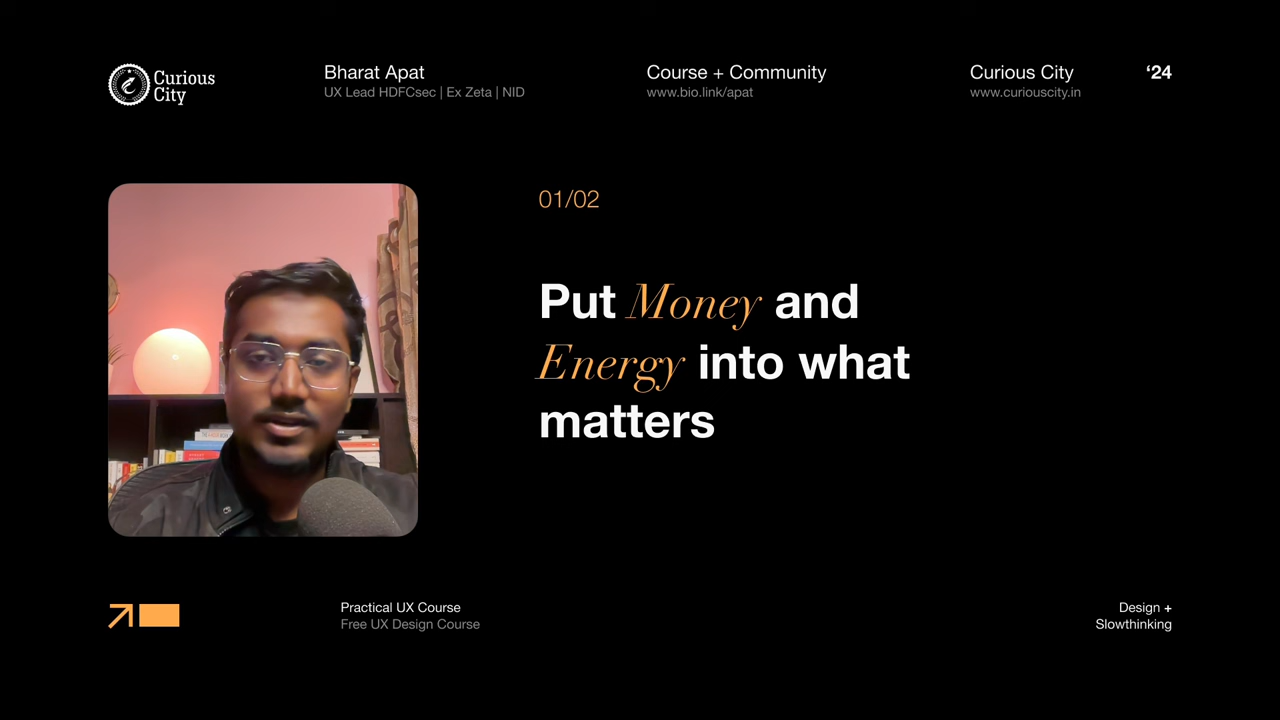 Curious
City
Bharat Apat
UX Lead HDFCsec | Ex Zeta | NID
Course + Community
www.bio.link/apat
Curious City
www.curiouscity.in
‘24
01/02
Put Money and
Energy into what
matters
Practical UX Course
Free UX Design Course
Design +
Slowthinking